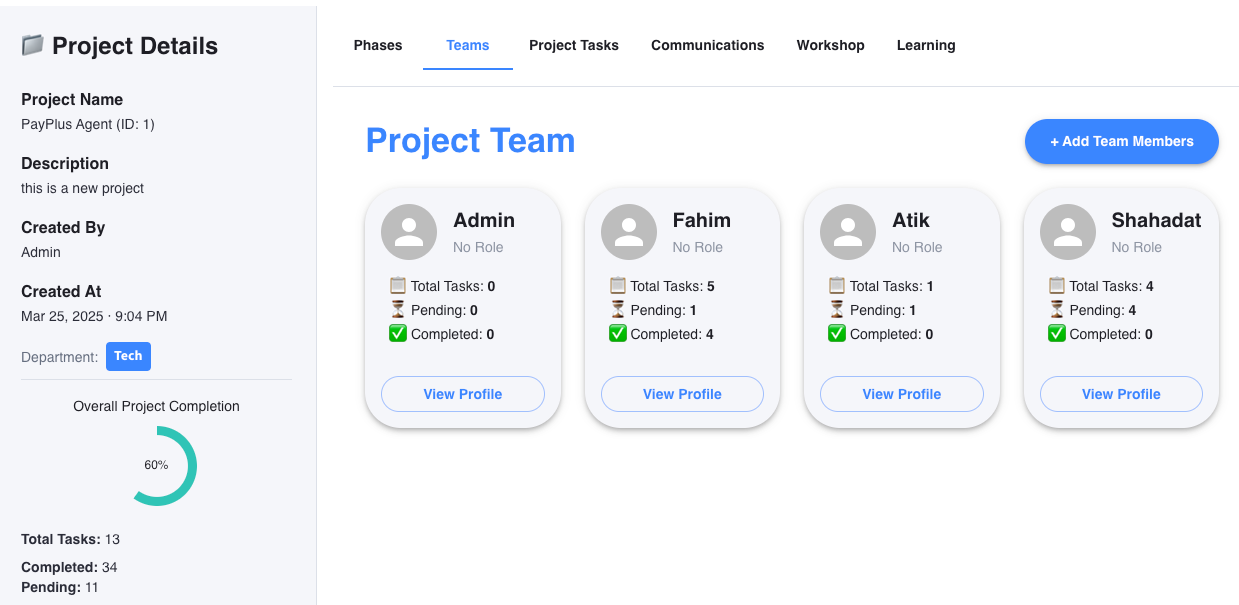 Project Details
Project Name
PayPlus Agent (ID: 1)
Description
this is a new project
Created By
Admin
Created At
Mar 25, 2025 · 9:04 PM
Department: Tech
Overall Project Completion
60%
Total Tasks: 13
Completed: 34
Pending: 11
Phases Teams Project Tasks Communications Workshop Learning
Project Team
+ Add Team Members
Admin
No Role
Total Tasks: 0
Pending: 0
Completed: 0
View Profile
Fahim
No Role
Total Tasks: 5
Pending: 1
Completed: 4
View Profile
Atik
No Role
Total Tasks: 1
Pending: 1
Completed: 0
View Profile
Shahadat
No Role
Total Tasks: 4
Pending: 4
Completed: 0
View Profile